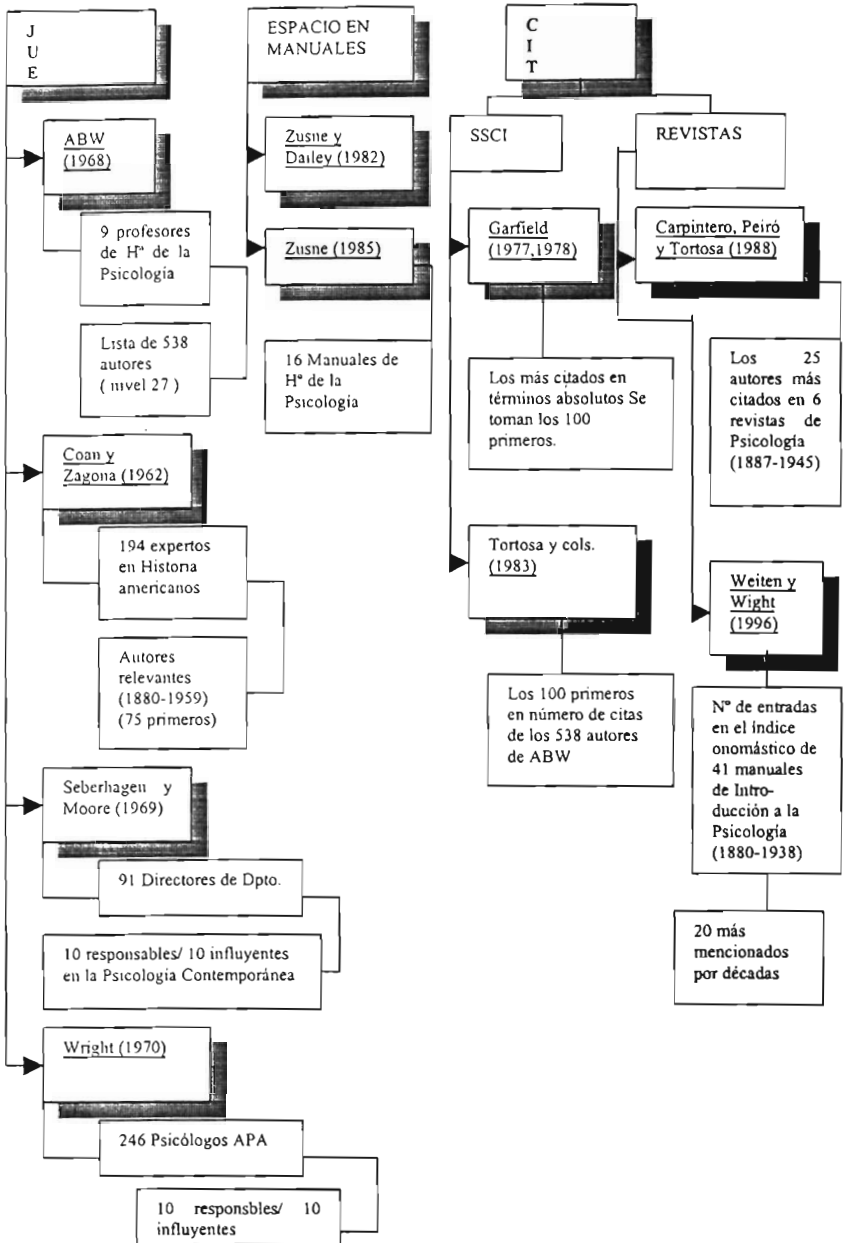 J
U
E
ABW
(1968)
9 profesores
de Hª de la
Psicología
Lista de 538
autores
( nivel 27 )
Coan y
Zagona (1962)
194 expertos
en Historia
americanos
Autores
relevantes
(1880-1959)
(75 primeros)
Seberhagen y
Moore (1969)
91 Directores de Dpto.
10 responsables/ 10 influyentes
en la Psicología Contemporánea
Wright (1970)
246 Psicólogos APA
10 responsbles/ 10
influyentes
ESPACIO EN
MANUALES
Zusne y
Dailey (1982)
Zusne (1985)
16 Manuales de
Hª de la
Psicología
C
I
T
SSCI
Garfield
(1977,1978)
Los más citados en
términos absolutos Se
toman los 100
primeros.
Tortosa y cols.
(1983)
Los 100 primeros
en número de citas
de los 538 autores
de ABW
REVISTAS
Carpintero, Peiró
y Tortosa (1988)
Los 25
autores más
citados en 6
revistas de
Psicología
(1887-1945)
Weiten y
Wight
(1996)
Nº de entradas
en el índice
onomástico de
41 manuales
de Intro-
ducción a la
Psicología
(1880-1938)
20 más
mencionados
por décadas